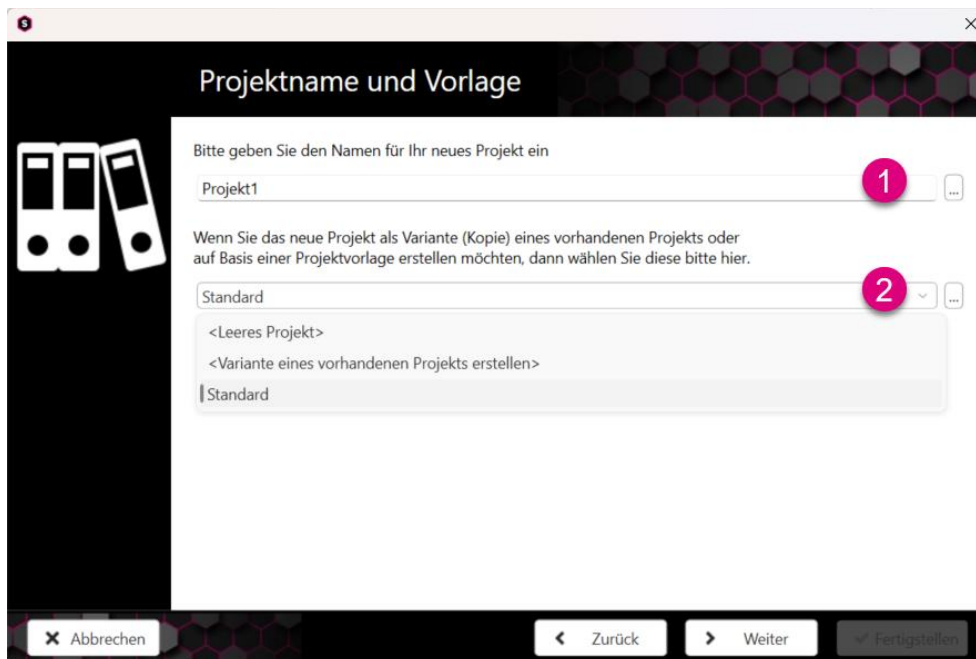 S
Projektname und Vorlage
Bitte geben Sie den Namen für Ihr neues Projekt ein
Projekt1
1
...
Wenn Sie das neue Projekt als Variante (Kopie) eines vorhandenen Projekts oder
auf Basis einer Projektvorlage erstellen möchten, dann wählen Sie diese bitte hier.
Standard
2
...
<Leeres Projekt>
<Variante eines vorhandenen Projekts erstellen>
Standard
Abbrechen
Zurück
Weiter
Fertigstellen